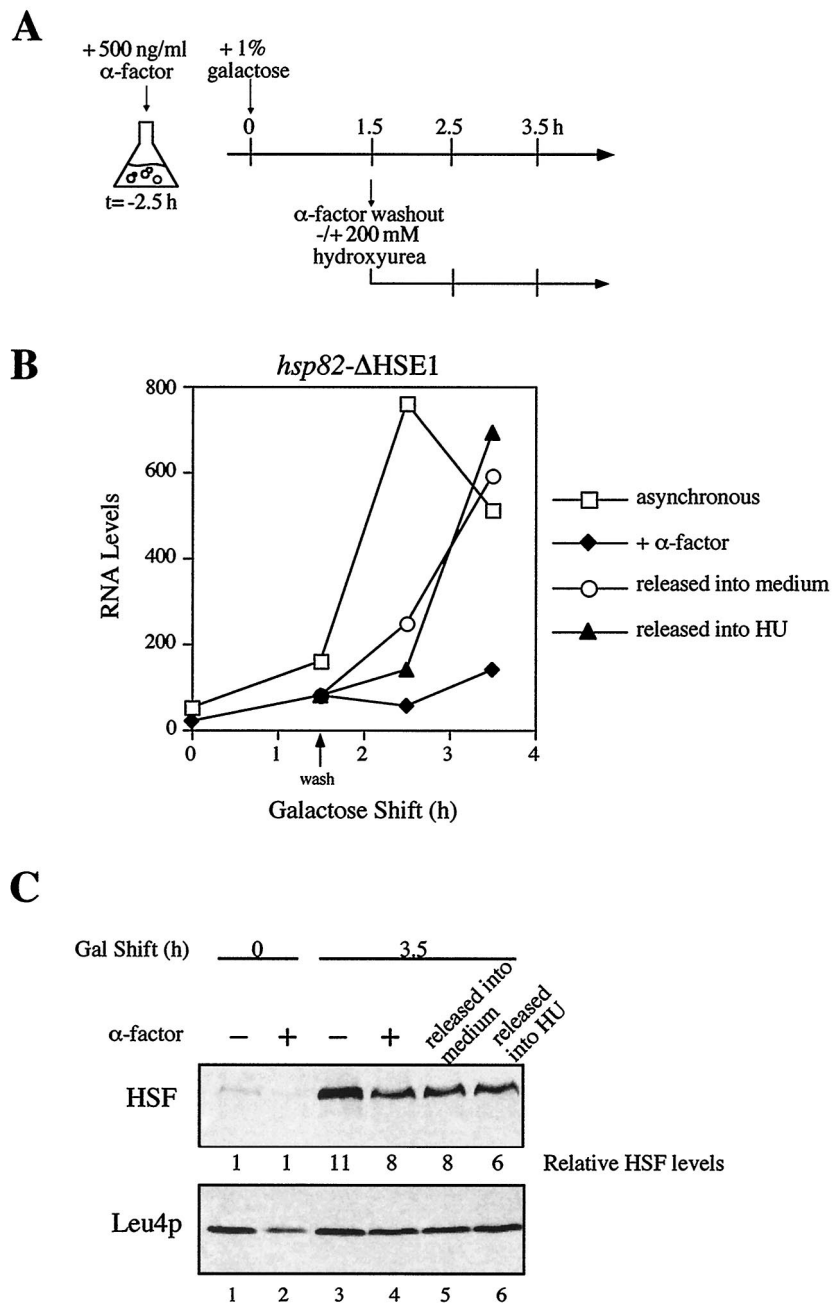 A
+ 500 ng/ml
α-factor
+ 1%
galactose
0
1.5
2.5
3.5 h
t= -2.5 h
α-factor washout
-/+ 200 mM
hydroxyurea
B
hsp82-ΔHSE1
800
600
400
200
0
RNA Levels
0
1
2
3
4
wash
Galactose Shift (h)
asynchronous
+ α-factor
released into medium
released into HU
C
Gal Shift (h)
0
3.5
α-factor
− + − +
released into
medium
released
into HU
HSF
1 1 11 8 8 6 Relative HSF levels
Leu4p
1 2 3 4 5 6